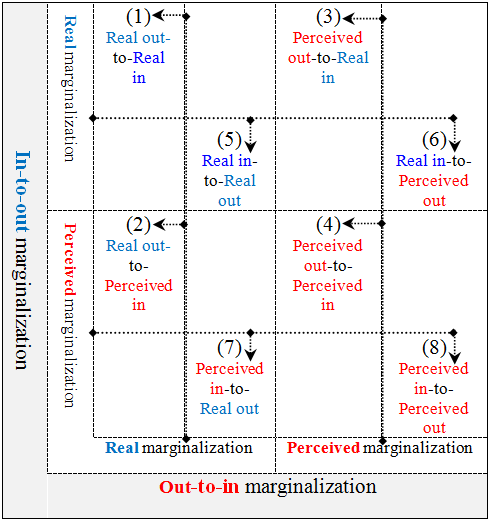 In-to-out marginalization
Real marginalization
Perceived marginalization
(1)
Real out-
to-Real
in
(3)
Perceived
out-to-Real
in
(5)
Real in-
to-Real
out
(6)
Real in-to-
Perceived
out
(2)
Real out-
to-
Perceived
in
(4)
Perceived
out-to-
Perceived
in
(7)
Perceived
in-to-
Real out
(8)
Perceived
in-to-
Perceived
out
Real marginalization
Perceived marginalization
Out-to-in marginalization